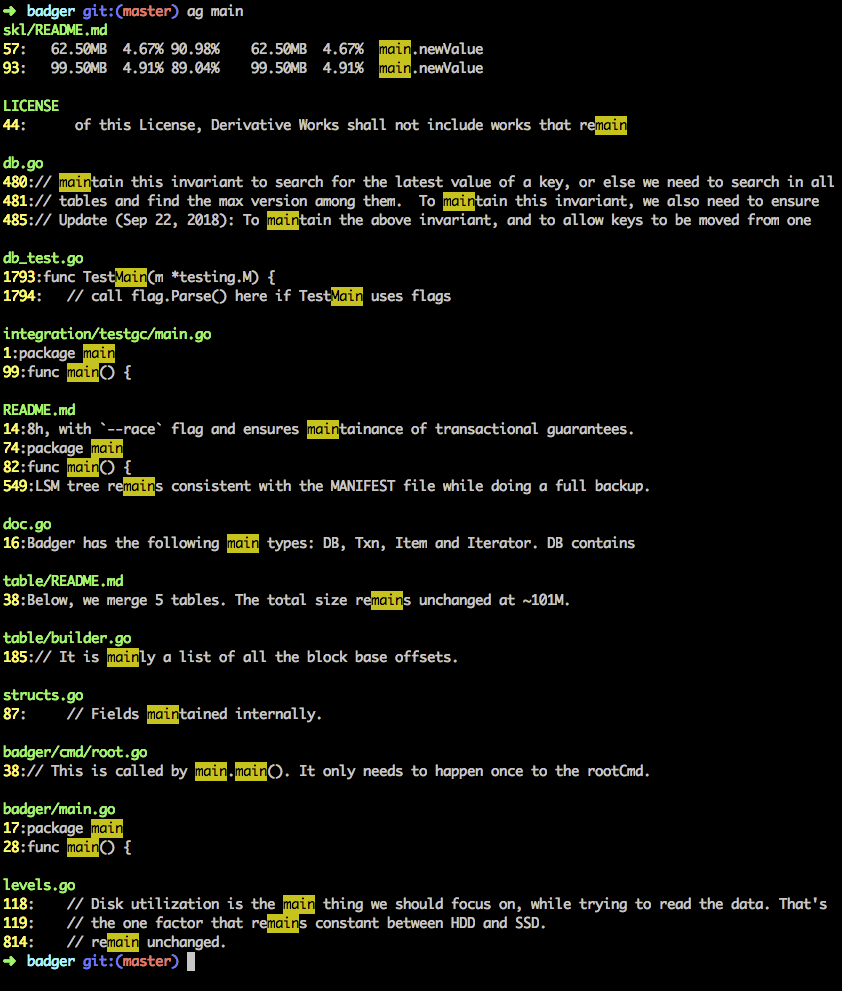 ➜ badger git:(master) ag main
skl/README.md
57:   62.50MB  4.67% 90.98%    62.50MB  4.67%  main.newValue
93:   99.50MB  4.91% 89.04%    99.50MB  4.91%  main.newValue
LICENSE
44:      of this License, Derivative Works shall not include works that remain
db.go
480:// maintain this invariant to search for the latest value of a key, or else we need to search in all
481:// tables and find the max version among them.  To maintain this invariant, we also need to ensure
485:// Update (Sep 22, 2018): To maintain the above invariant, and to allow keys to be moved from one
db_test.go
1793:func TestMain(m *testing.M) {
1794:   // call flag.Parse() here if TestMain uses flags
integration/testgc/main.go
1:package main
99:func main() {
README.md
14:8h, with `--race` flag and ensures maintainance of transactional guarantees.
74:package main
82:func main() {
549:LSM tree remains consistent with the MANIFEST file while doing a full backup.
doc.go
16:Badger has the following main types: DB, Txn, Item and Iterator. DB contains
table/README.md
38:Below, we merge 5 tables. The total size remains unchanged at ~101M.
table/builder.go
185:// It is mainly a list of all the block base offsets.
structs.go
87:     // Fields maintained internally.
badger/cmd/root.go
38:// This is called by main.main(). It only needs to happen once to the rootCmd.
badger/main.go
17:package main
28:func main() {
levels.go
118:    // Disk utilization is the main thing we should focus on, while trying to read the data. That's
119:    // the one factor that remains constant between HDD and SSD.
814:    // remain unchanged.
➜ badger git:(master)